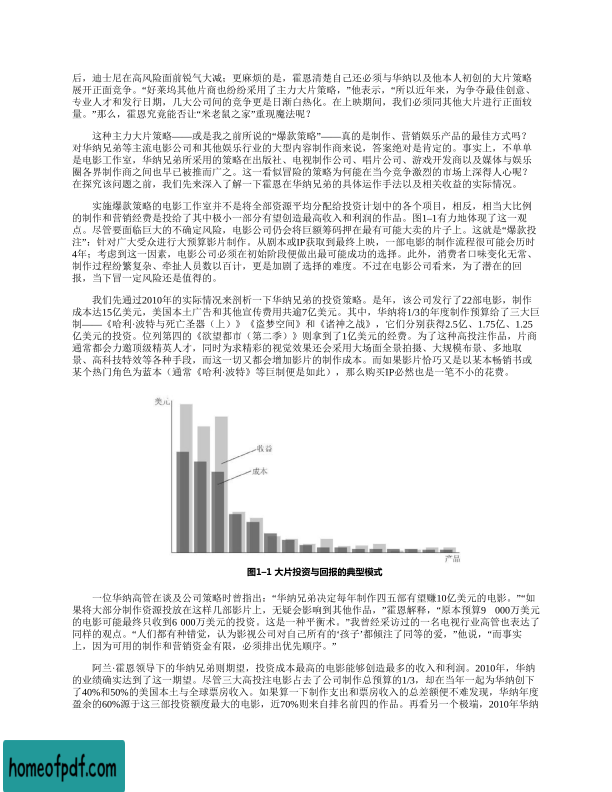 后，迪士尼在高风险面前锐气大减；更麻烦的是，霍恩清楚自己还必须与华纳以及他本人初创的大片策略
展开正面竞争。“好莱坞其他片商也纷纷采用了主力大片策略，”他表示，“所以近年来，为争夺最佳创意、
专业人才和发行日期，几大公司间的竞争更是日渐白热化。在上映期间，我们必须同其他大片进行正面较
量。”那么，霍恩究竟能否让“米老鼠之家”重现魔法呢？
这种主力大片策略——或是我之前所说的“爆款策略”——真的是制作、营销娱乐产品的最佳方式吗？
对华纳兄弟等主流电影公司和其他娱乐行业的大型内容制作商来说，答案绝对是肯定的。事实上，不单单
是电影工作室，华纳兄弟所采用的策略在出版社、电视制作公司、唱片公司、游戏开发商以及媒体与娱乐
圈各界制作商之间也早已被推而广之。这一看似冒险的策略为何能在当今竞争激烈的市场上深得人心呢？
在探究该问题之前，我们先来深入了解一下霍恩在华纳兄弟的具体运作手法以及相关收益的实际情况。
实施爆款策略的电影工作室并不是将全部资源平均分配给投资计划中的各个项目，相反，相当大比例
的制作和营销经费是投给了其中极小一部分有望创造最高收入和利润的作品。图1–1有力地体现了这一观
点。尽管要面临巨大的不确定风险，电影公司仍会将巨额筹码押在最有可能大卖的片子上。这就是“爆款投
注”；针对广大受众进行大预算影片制作。从剧本或IP获取到最终上映，一部电影的制作流程很可能会历时
4年；考虑到这一因素，电影公司必须在初始阶段便做出最可能成功的选择。此外，消费者口味变化无常、
制作过程纷繁复杂、牵扯人员数以百计，更是加剧了选择的难度。不过在电影公司看来，为了潜在的回
报，当下冒一定风险还是值得的。
我们先通过2010年的实际情况来剖析一下华纳兄弟的投资策略。是年，该公司发行了22部电影，制作
成本达15亿美元，美国本土广告和其他宣传费用共逾7亿美元。其中，华纳将1/3的年度制作预算给了三大巨
制——《哈利·波特与死亡圣器（上）》《盗梦空间》和《诸神之战》，它们分别获得2.5亿、1.75亿、1.25
亿美元的投资。位列第四的《欲望都市（第二季）》则拿到了1亿美元的经费。为了这种高投注作品，片商
通常都会力邀顶级精英人才，同时为求精彩的视觉效果还会采用大场面全景拍摄、大规模布景、多地取
景、高科技特效等各种手段，而这一切又都会增加影片的制作成本。而如果影片恰巧又是以某本畅销书或
某个热门角色为蓝本（通常《哈利·波特》等巨制便是如此），那么购买IP必然也是一笔不小的花费。
美元
收益
成本
产品
图1–1 大片投资与回报的典型模式
一位华纳高管在谈及公司策略时曾指出：“华纳兄弟决定每年制作四五部有望赚10亿美元的电影。”“如
果将大部分制作资源投放在这样几部影片上，无疑会影响到其他作品，”霍恩解释，“原本预算9 000万美元
的电影可能最终只收到6 000万美元的投资。这是一种平衡术。”我曾经采访过的一名电视行业高管也表达了
同样的观点。“人们都有种错觉，认为影视公司对自己所有的‘孩子’都倾注了同等的爱，”他说，“而事实
上，因为可用的制作和营销资金有限，必须排出优先顺序。”
阿兰·霍恩领导下的华纳兄弟则期望，投资成本最高的电影能够创造最多的收入和利润。2010年，华纳
的业绩确实达到了这一期望。尽管三大高投注电影占去了公司制作总预算的1/3，却在当年一起为华纳创下
了40%和50%的美国本土与全球票房收入。如果算一下制作支出和票房收入的总差额便不难发现，华纳年度
盈余的60%源于这三部投资额度最大的电影，近70%则来自排名前四的作品。再看另一个极端，2010年华纳
homeofpdf.com